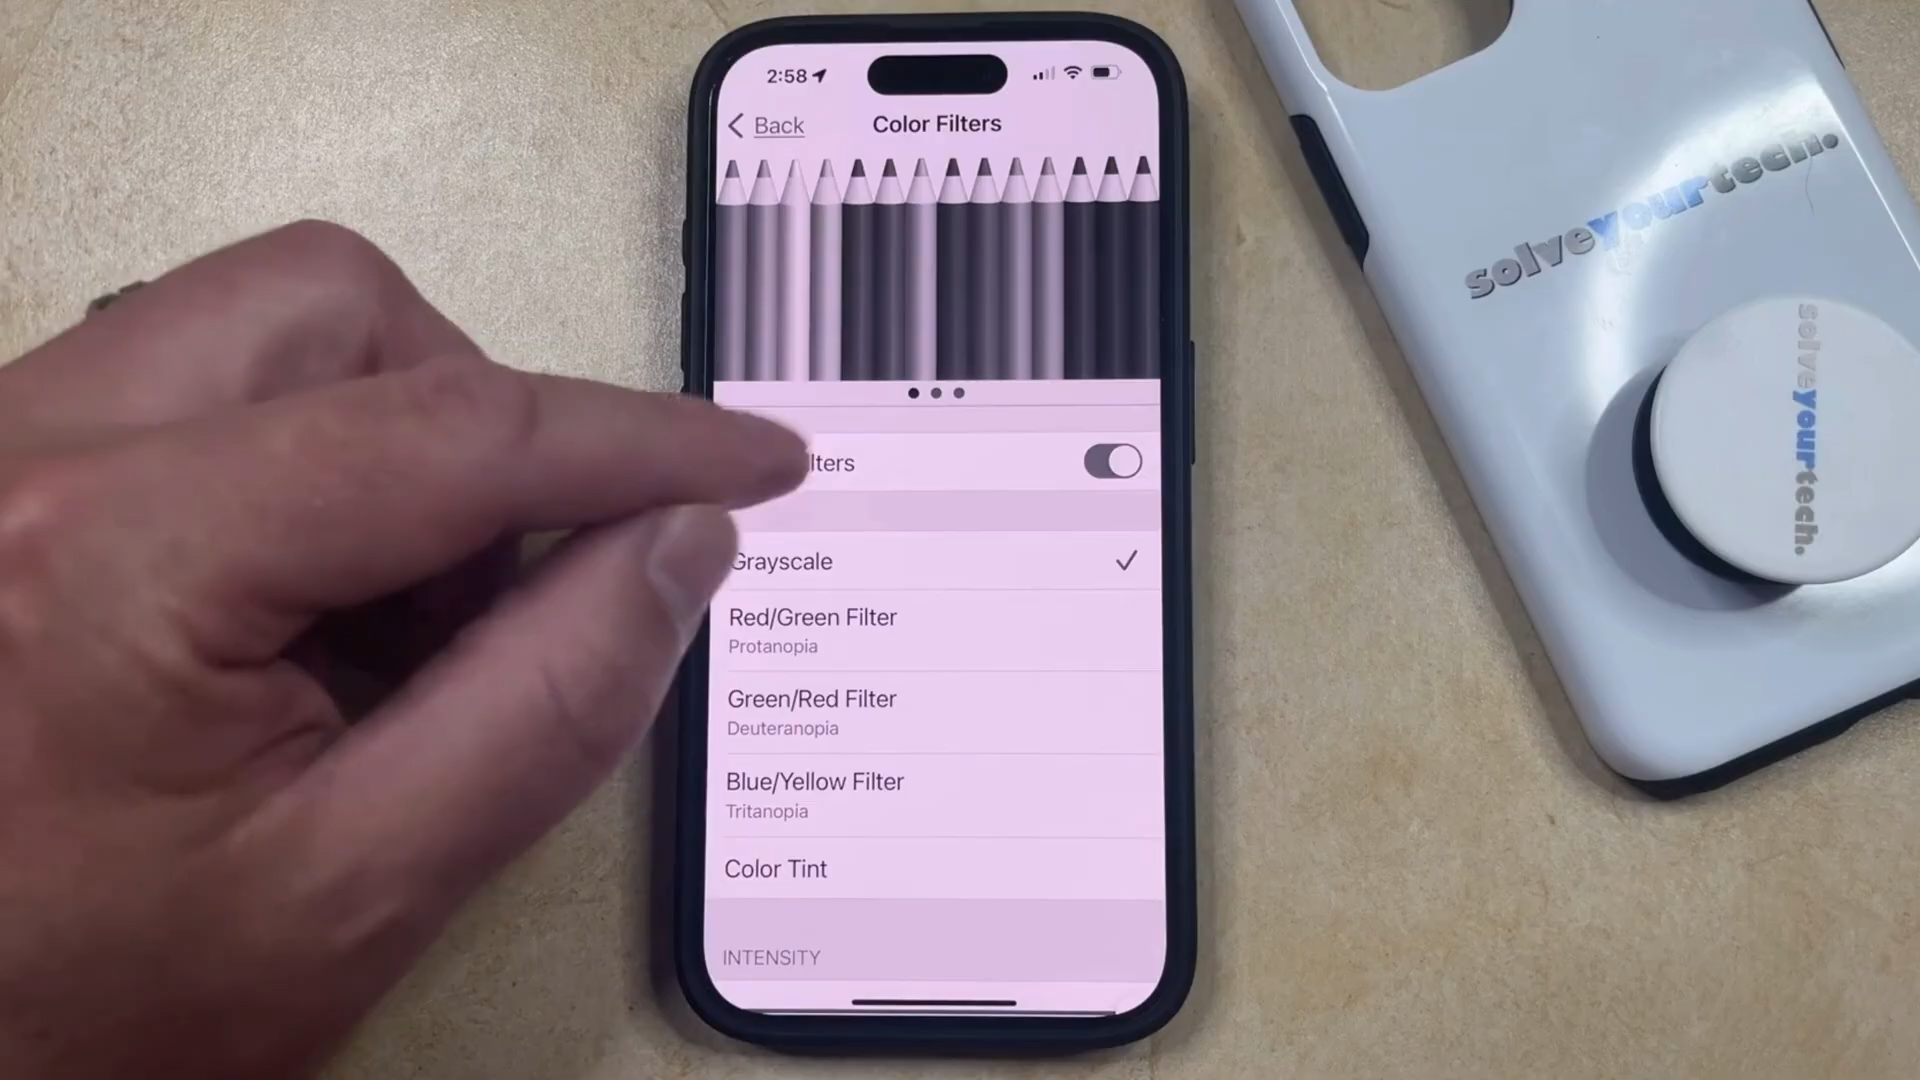 2:58
Back
Color Filters
lters
Grayscale
Red/Green Filter
Protanopia
Green/Red Filter
Deuteranopia
Blue/Yellow Filter
Tritanopia
Color Tint
INTENSITY
solveyourtech.
solveyourtech.